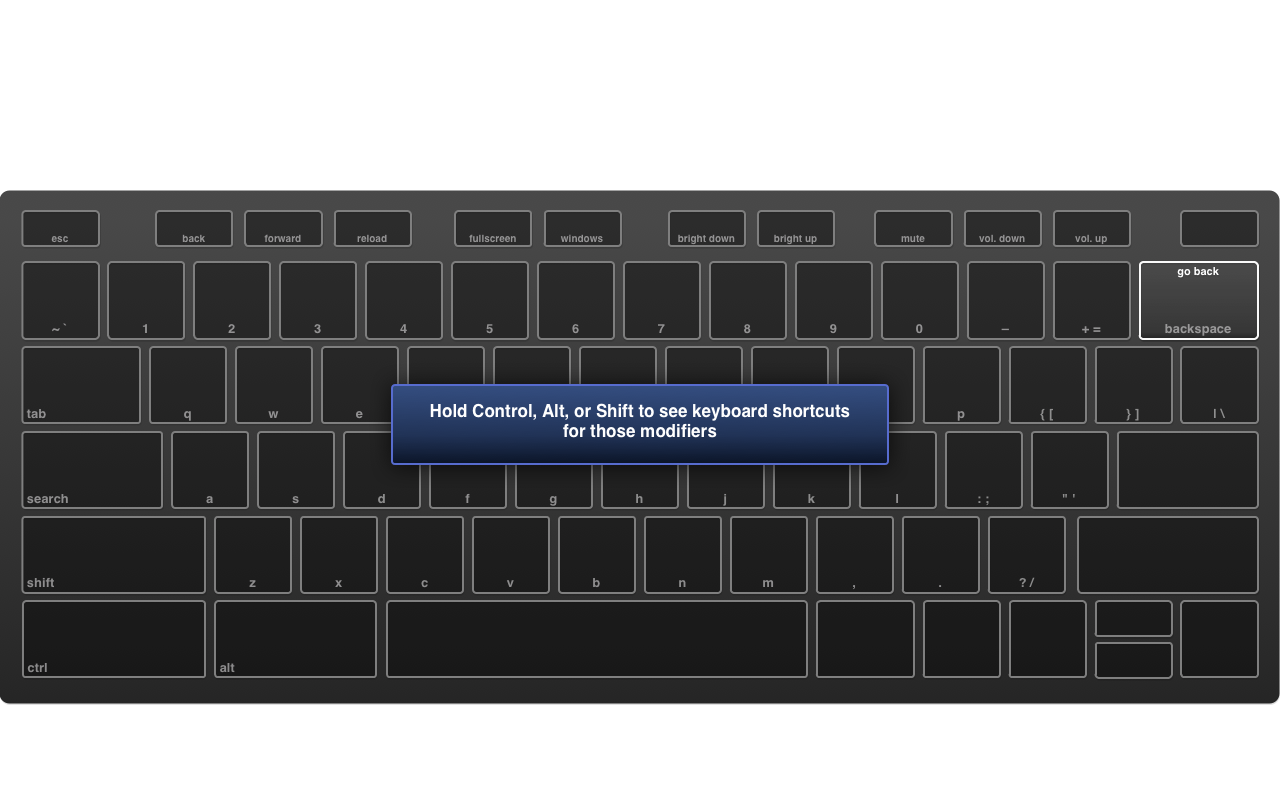 esc back forward reload fullscreen windows bright down bright up mute vol. down vol. up
go back
~ ` 1 2 3 4 5 6 7 8 9 0 – + = backspace
tab q w e p { [ } ] | \
Hold Control, Alt, or Shift to see keyboard shortcuts
for those modifiers
search a s d f g h j k l : ; " '
shift z x c v b n m , . ? /
ctrl alt